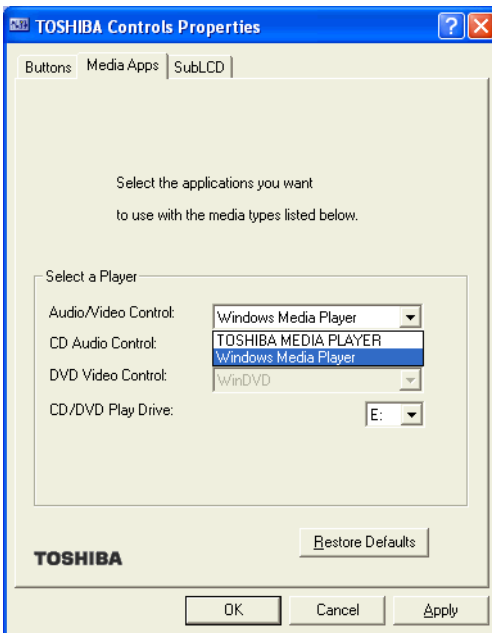 TOSHIBA Controls Properties
Buttons Media Apps SubLCD
Select the applications you want
to use with the media types listed below.
Select a Player
Audio/Video Control: Windows Media Player
TOSHIBA MEDIA PLAYER
CD Audio Control: Windows Media Player
DVD Video Control: WinDVD
CD/DVD Play Drive: E:
Restore Defaults
TOSHIBA
OK Cancel Apply